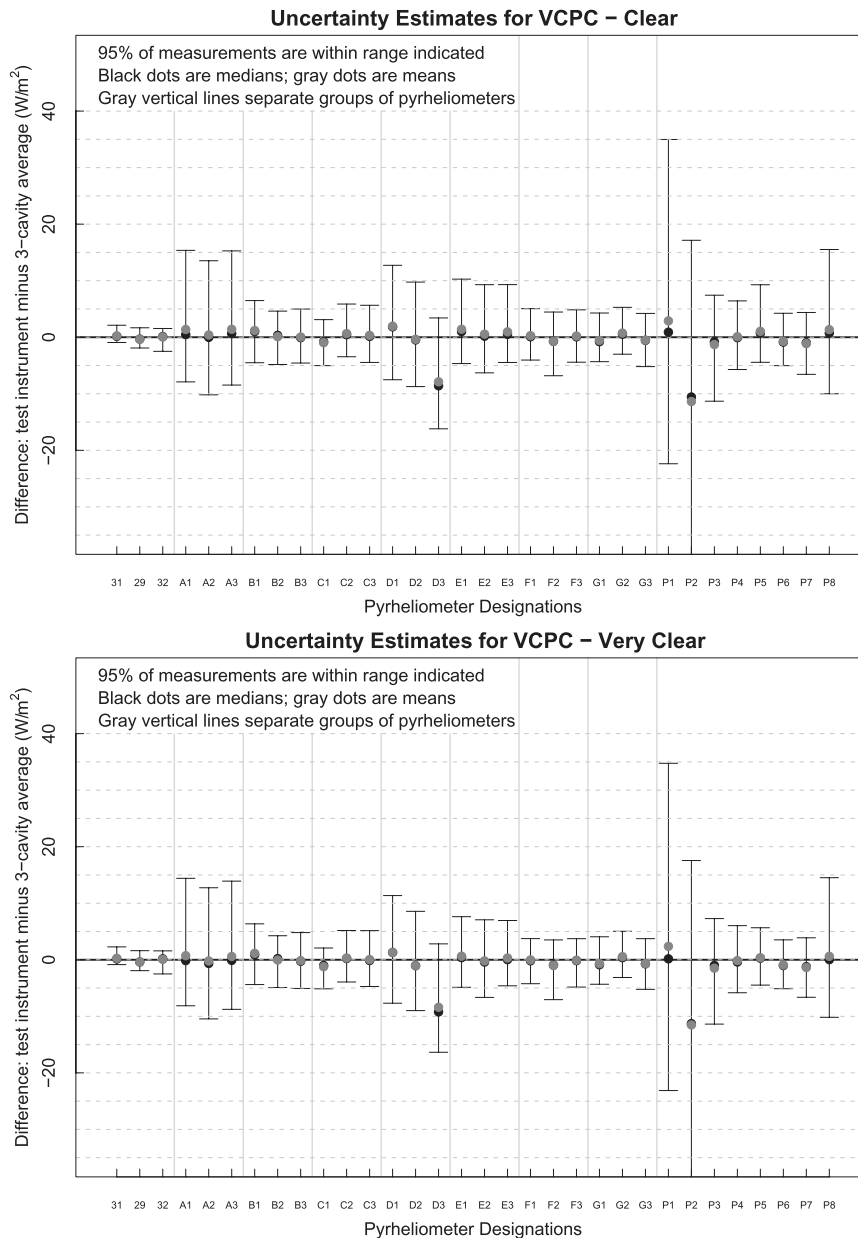 Uncertainty Estimates for VCPC − Clear
95% of measurements are within range indicated
Black dots are medians; gray dots are means
Gray vertical lines separate groups of pyrheliometers
Difference: test instrument minus 3−cavity average (W/m²)
40
20
0
−20
31 29 32 A1 A2 A3 B1 B2 B3 C1 C2 C3 D1 D2 D3 E1 E2 E3 F1 F2 F3 G1 G2 G3 P1 P2 P3 P4 P5 P6 P7 P8
Pyrheliometer Designations
Uncertainty Estimates for VCPC − Very Clear
95% of measurements are within range indicated
Black dots are medians; gray dots are means
Gray vertical lines separate groups of pyrheliometers
Difference: test instrument minus 3−cavity average (W/m²)
40
20
0
−20
31 29 32 A1 A2 A3 B1 B2 B3 C1 C2 C3 D1 D2 D3 E1 E2 E3 F1 F2 F3 G1 G2 G3 P1 P2 P3 P4 P5 P6 P7 P8
Pyrheliometer Designations